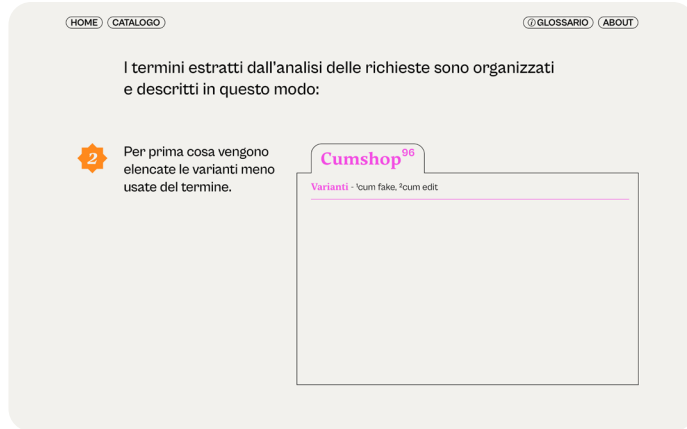 HOME CATALOGO GLOSSARIO ABOUT
I termini estratti dall'analisi delle richieste sono organizzati
e descritti in questo modo:
2
Per prima cosa vengono
elencate le varianti meno
usate del termine.
Cumshop96
Varianti - ¹cum fake, ²cum edit